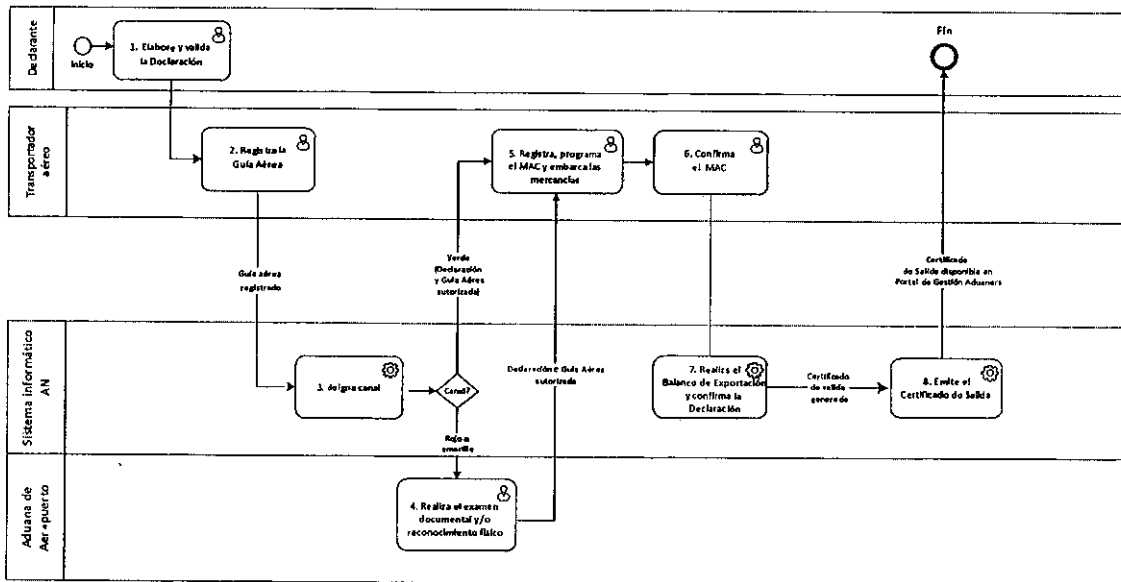 Declarante
Inicio
1. Elabore y valida
la Declaración
Fin
Transportador
aéreo
2. Registra la
Guía Aérea
5. Registra, programa
el MAC y embarca las
mercancías
6. Confirma
el MAC
Guía aérea
registrado
Verde
(Declaración
y Guía Aérea
autorizada)
Certificado
de Salida disponible en
Portal de Gestión Aduanera
Sistema informático
AN
3. Asigna canal
Canal?
Declaración e Guía Aérea
autorizada
7. Realiza el
Balance de Exportación
y confirma la
Declaración
Certificado
de salida
generado
8. Emite el
Certificado de Salida
Rojo o
amarillo
Aduana de
Aeropuerto
4. Realiza el examen
documental y/o
reconocimiento físico